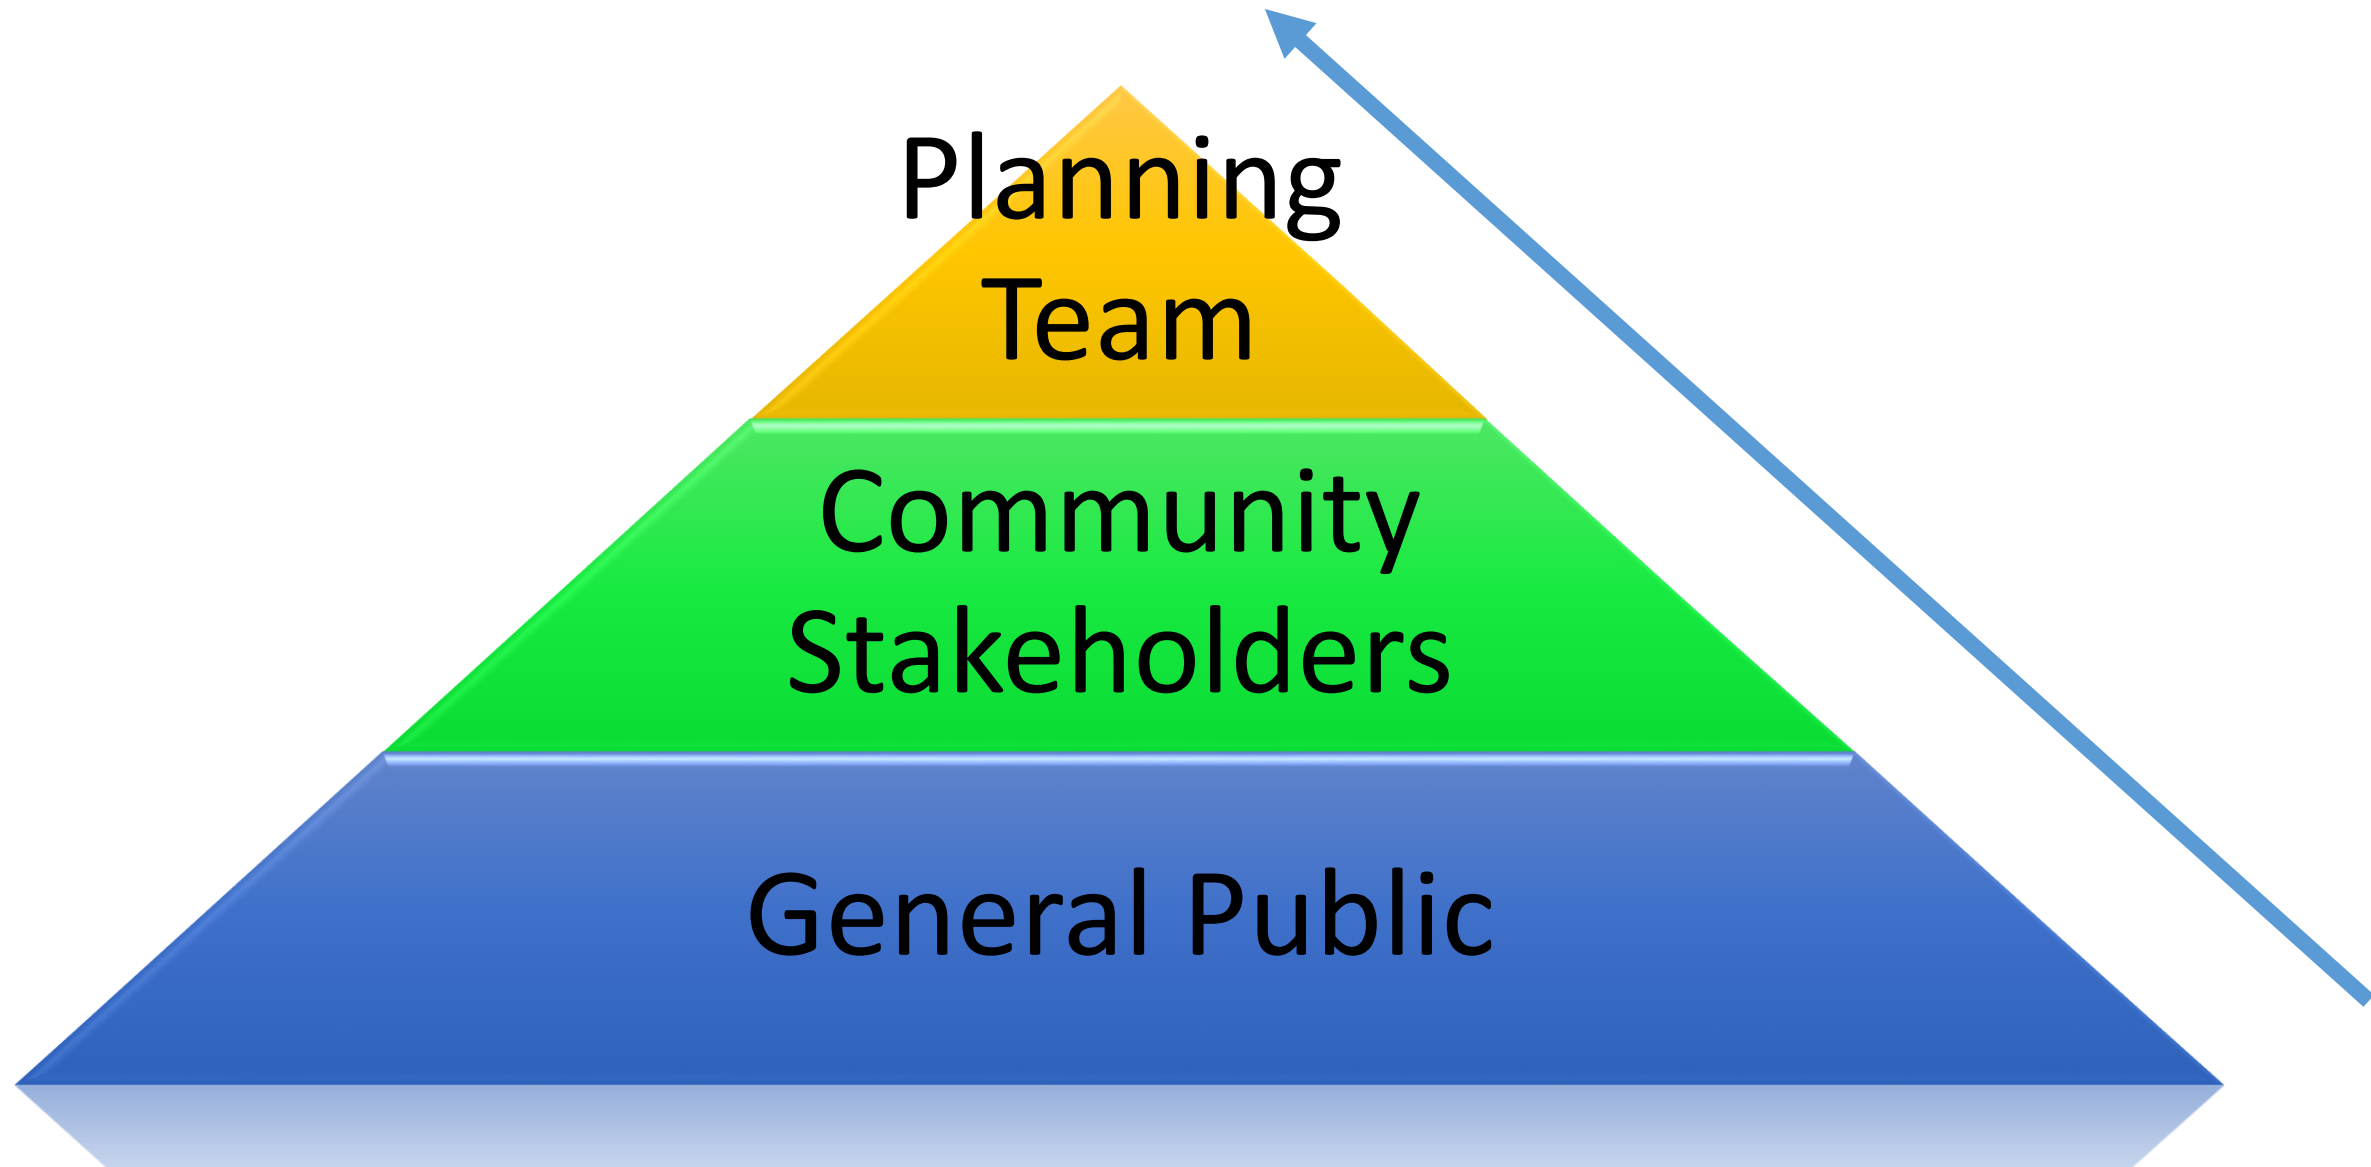 Planning
Team
Community
Stakeholders
General Public